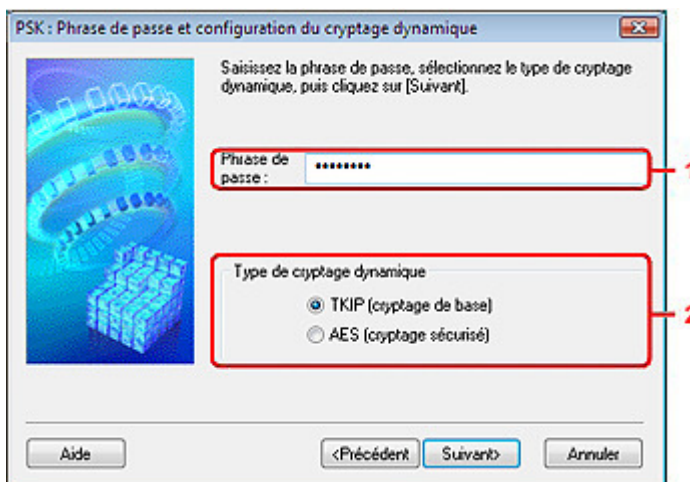 PSK : Phrase de passe et configuration du cryptage dynamique
Saisissez la phrase de passe, sélectionnez le type de cryptage
dynamique, puis cliquez sur [Suivant].
Phrase de
passe :
••••••••
1
Type de cryptage dynamique
TKIP (cryptage de base)
AES (cryptage sécurisé)
2
Aide
<Précédent
Suivant>
Annuler